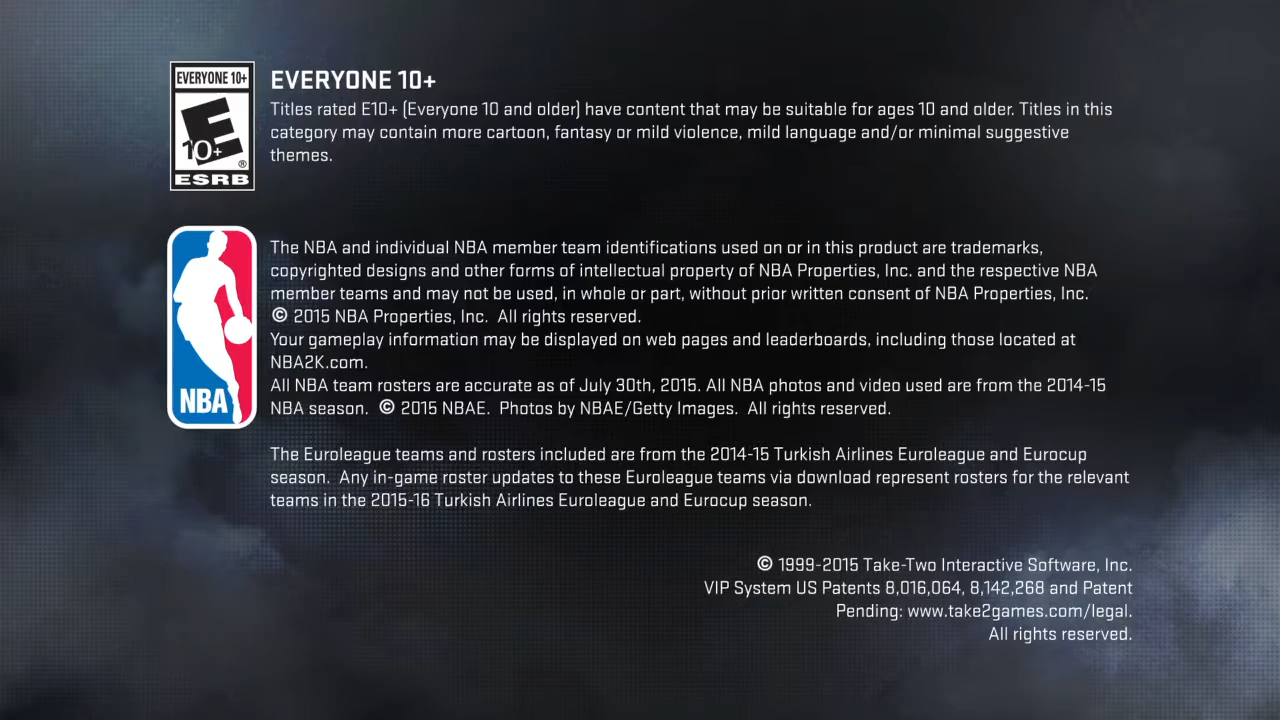 EVERYONE 10+
E
10+
®
ESRB
EVERYONE 10+
Titles rated E10+ (Everyone 10 and older) have content that may be suitable for ages 10 and older. Titles in this
category may contain more cartoon, fantasy or mild violence, mild language and/or minimal suggestive
themes.
NBA
The NBA and individual NBA member team identifications used on or in this product are trademarks,
copyrighted designs and other forms of intellectual property of NBA Properties, Inc. and the respective NBA
member teams and may not be used, in whole or part, without prior written consent of NBA Properties, Inc.
© 2015 NBA Properties, Inc. All rights reserved.
Your gameplay information may be displayed on web pages and leaderboards, including those located at
NBA2K.com.
All NBA team rosters are accurate as of July 30th, 2015. All NBA photos and video used are from the 2014-15
NBA season. © 2015 NBAE. Photos by NBAE/Getty Images. All rights reserved.
The Euroleague teams and rosters included are from the 2014-15 Turkish Airlines Euroleague and Eurocup
season. Any in-game roster updates to these Euroleague teams via download represent rosters for the relevant
teams in the 2015-16 Turkish Airlines Euroleague and Eurocup season.
© 1999-2015 Take-Two Interactive Software, Inc.
VIP System US Patents 8,016,064, 8,142,268 and Patent
Pending: www.take2games.com/legal.
All rights reserved.